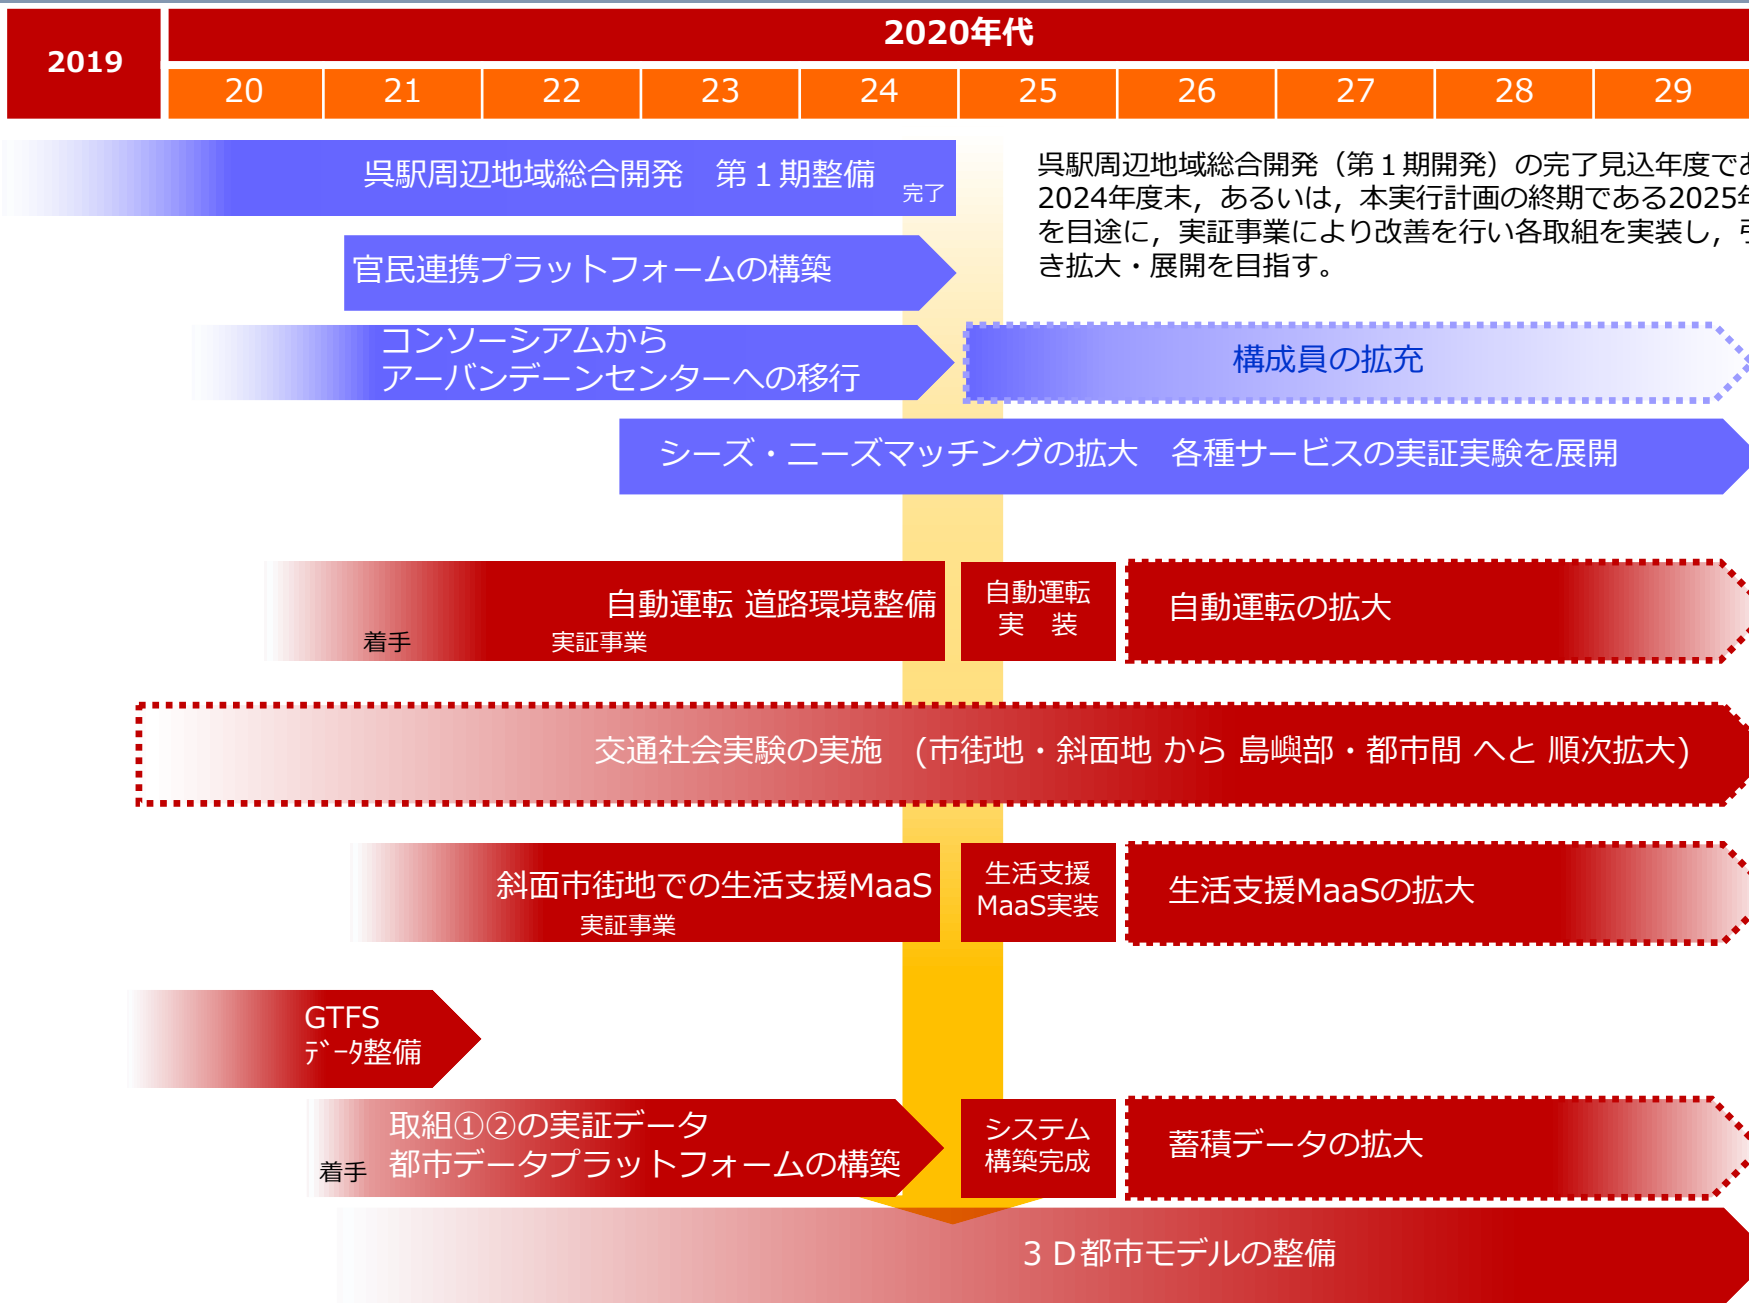 2019
2020年代
20 21 22 23 24 25 26 27 28 29
呉駅周辺地域総合開発　第１期整備
完了
呉駅周辺地域総合開発（第１期開発）の完了見込年度であ
2024年度末，あるいは，本実行計画の終期である2025年
を目途に，実証事業により改善を行い各取組を実装し，引
き拡大・展開を目指す。
官民連携プラットフォームの構築
コンソーシアムから
アーバンデーンセンターへの移行
構成員の拡充
シーズ・ニーズマッチングの拡大　各種サービスの実証実験を展開
自動運転 道路環境整備
着手
実証事業
自動運転
実　装
自動運転の拡大
交通社会実験の実施　(市街地・斜面地 から 島嶼部・都市間 へと 順次拡大)
斜面市街地での生活支援MaaS
実証事業
生活支援
MaaS実装
生活支援MaaSの拡大
GTFS
ﾃﾞｰﾀ整備
取組①②の実証データ
都市データプラットフォームの構築
着手
システム
構築完成
蓄積データの拡大
３Ｄ都市モデルの整備